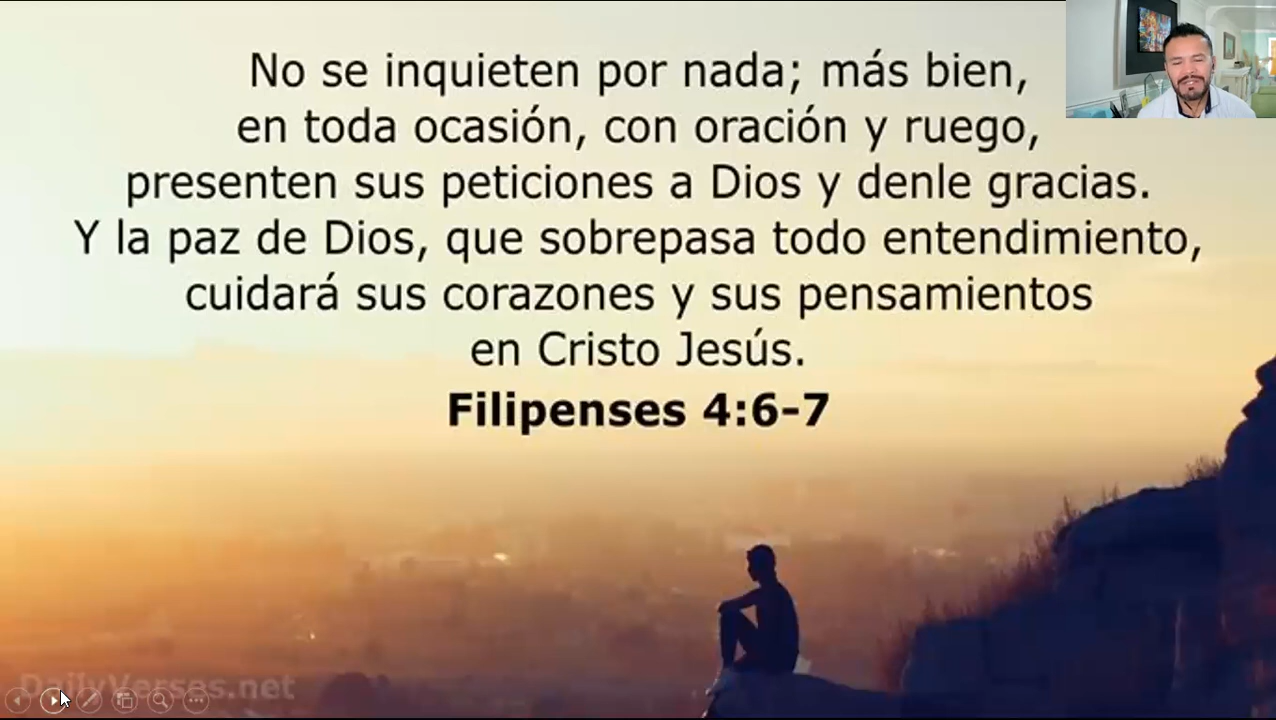 No se inquieten por nada; más bien,
en toda ocasión, con oración y ruego,
presenten sus peticiones a Dios y denle gracias.
Y la paz de Dios, que sobrepasa todo entendimiento,
cuidará sus corazones y sus pensamientos
en Cristo Jesús.
Filipenses 4:6-7
DailyVerses.net